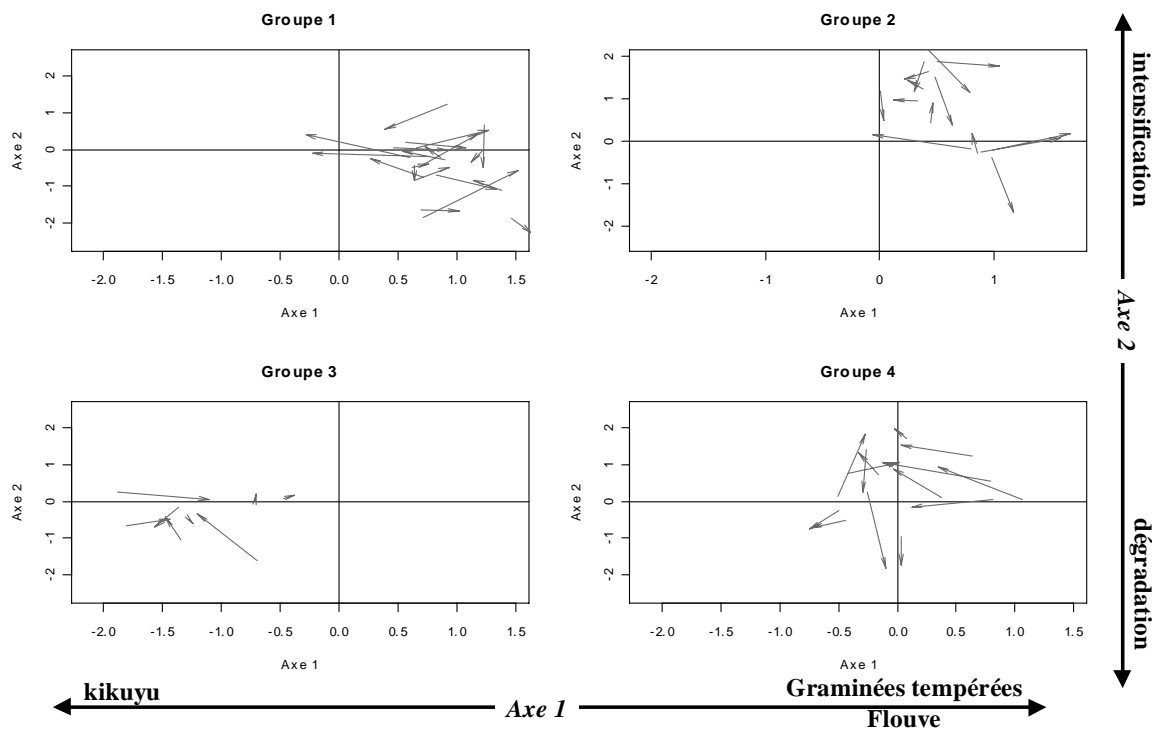 Groupe 1
Axe 2
2
1
0
-1
-2
-2.0 -1.5 -1.0 -0.5 0.0 0.5 1.0 1.5
Axe 1
Groupe 2
Axe 2
2
1
0
-1
-2
-2 -1 0 1
Axe 1
Groupe 3
Axe 2
2
1
0
-1
-2
-2.0 -1.5 -1.0 -0.5 0.0 0.5 1.0 1.5
Axe 1
Groupe 4
Axe 2
2
1
0
-1
-2
-2.0 -1.5 -1.0 -0.5 0.0 0.5 1.0 1.5
Axe 1
intensification
Axe 2
dégradation
kikuyu
Axe 1
Graminées tempérées
Flouve